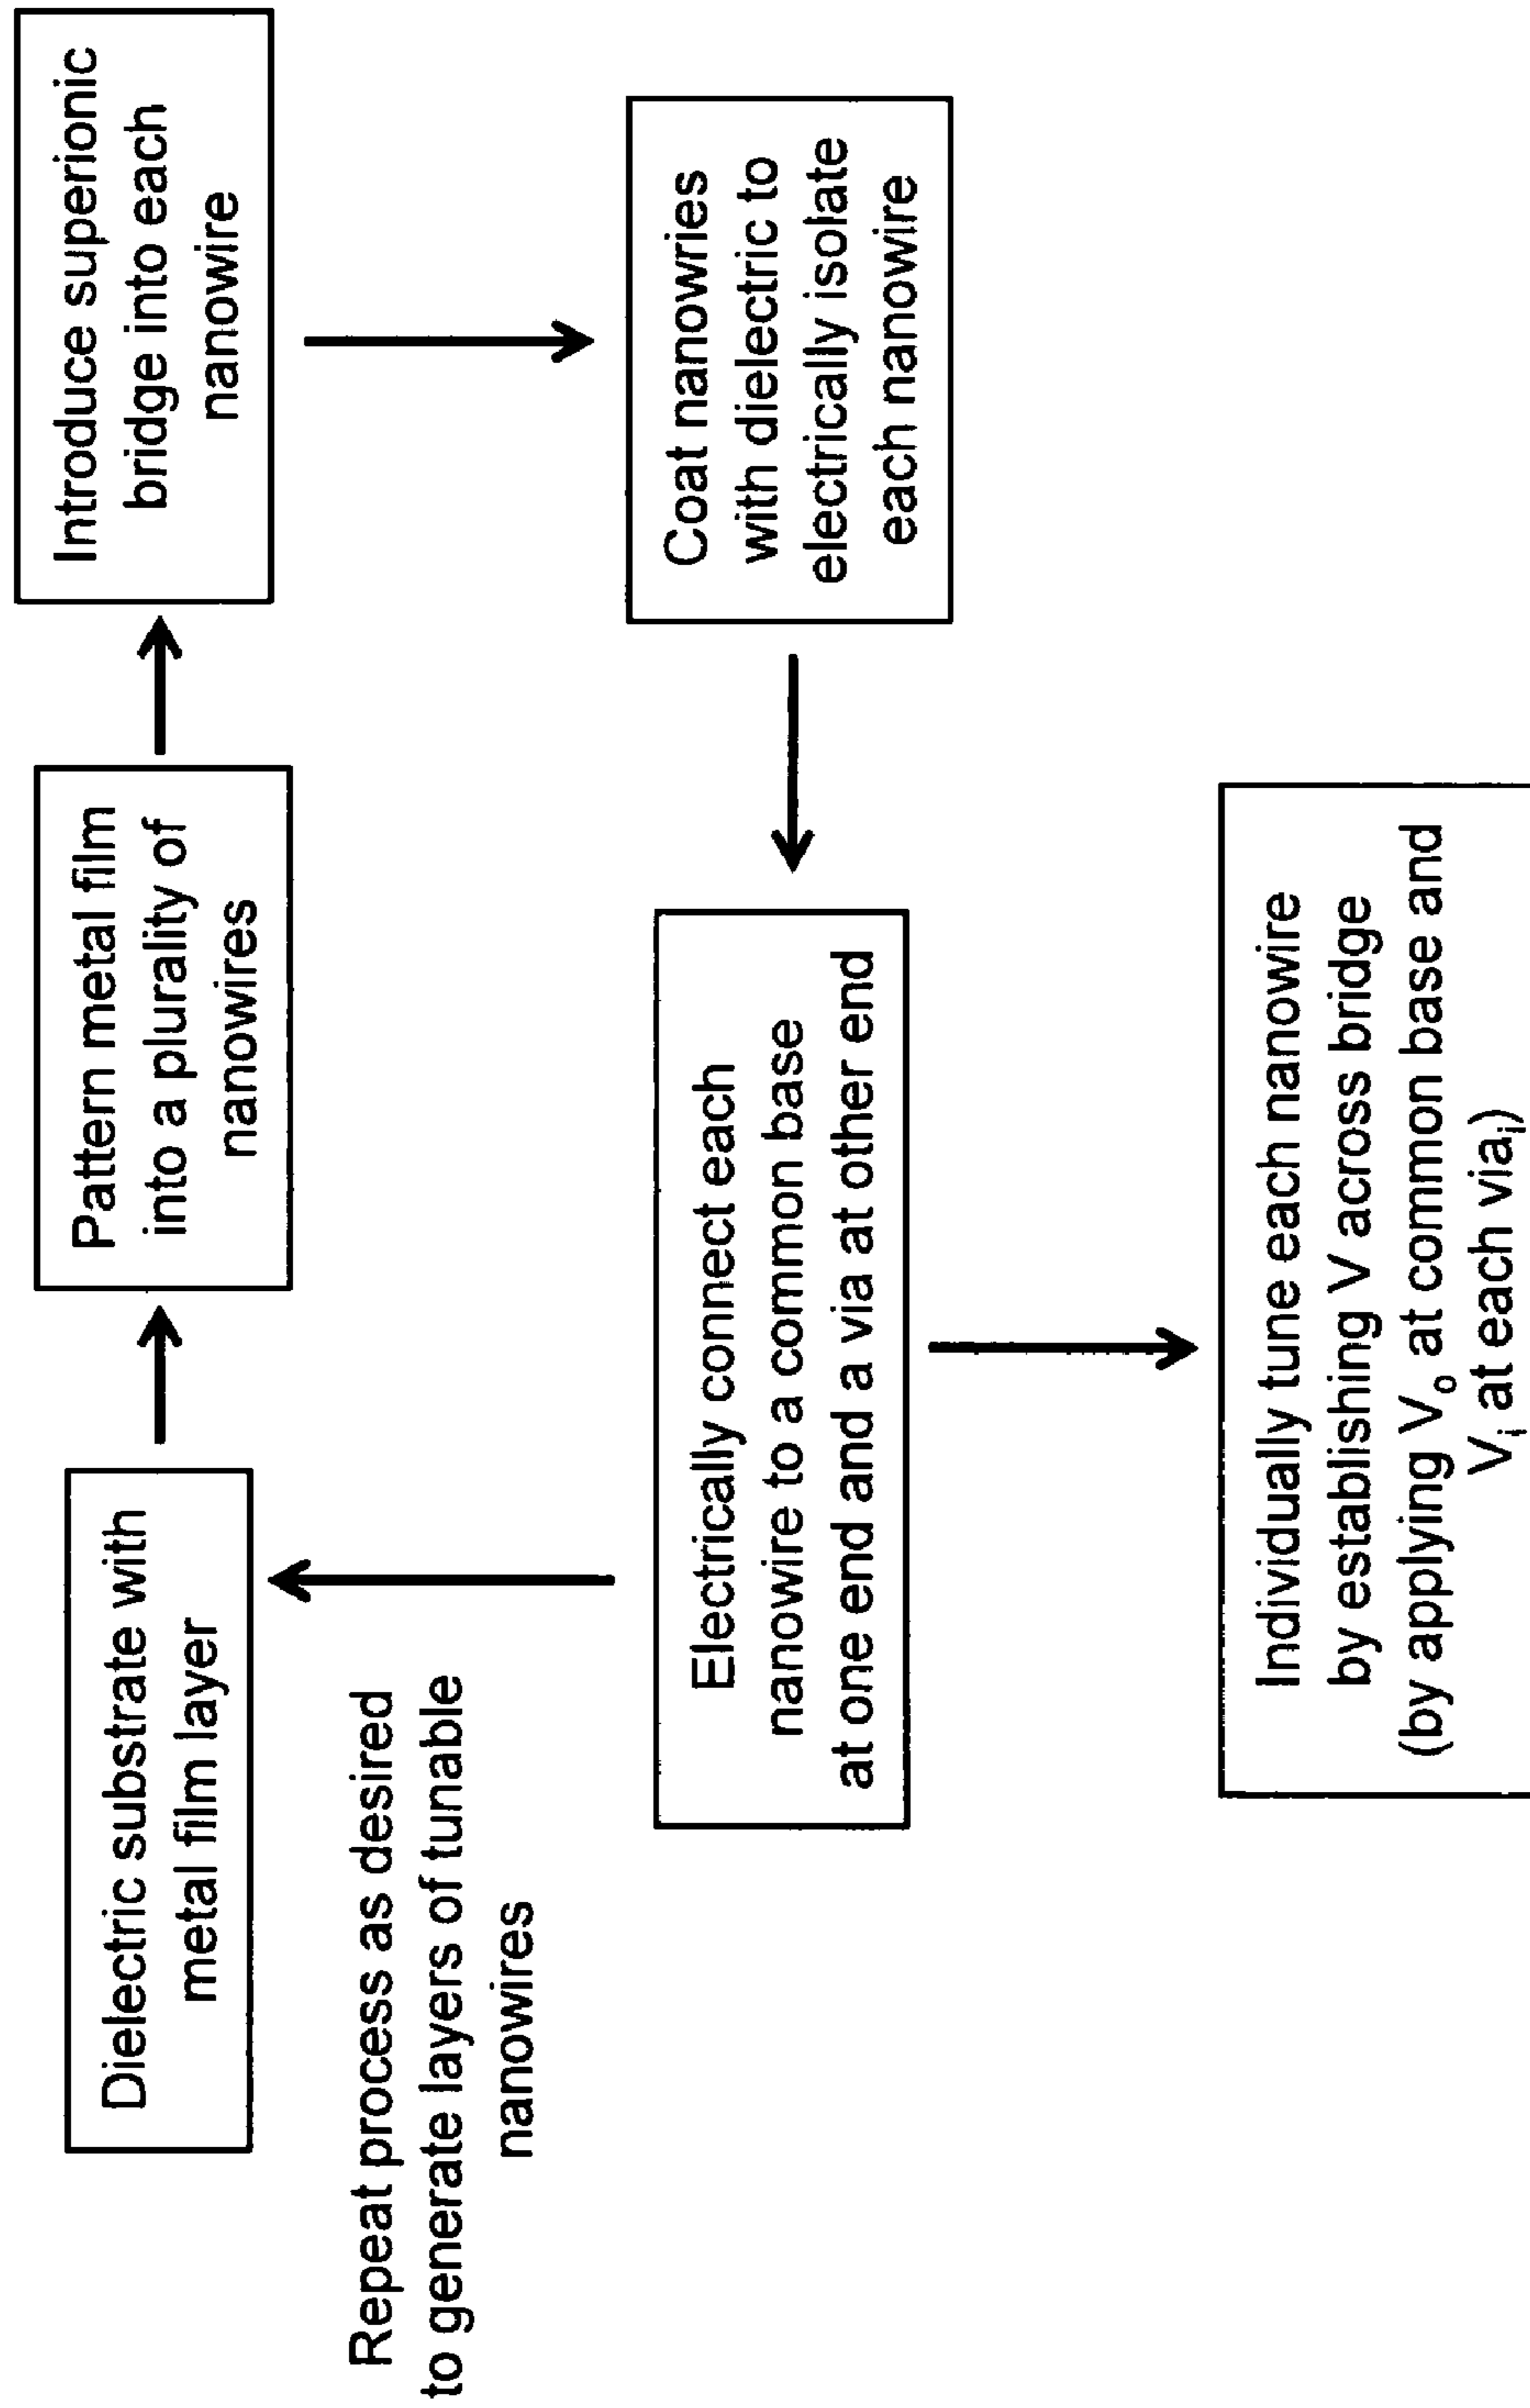 Dielectric substrate with
metal film layer
Pattern metal film
into a plurality of
nanowires
Introduce superionic
bridge into each
nanowire
Coat nanowries
with dielectric to
electrically isolate
each nanowire
Electrically connect each
nanowire to a common base
at one end and a via at other end
Repeat process as desired
to generate layers of tunable
nanowires
Individually tune each nanowire
by establishing V across bridge
(by applying V₀ at common base and
Vᵢ at each viaᵢ)